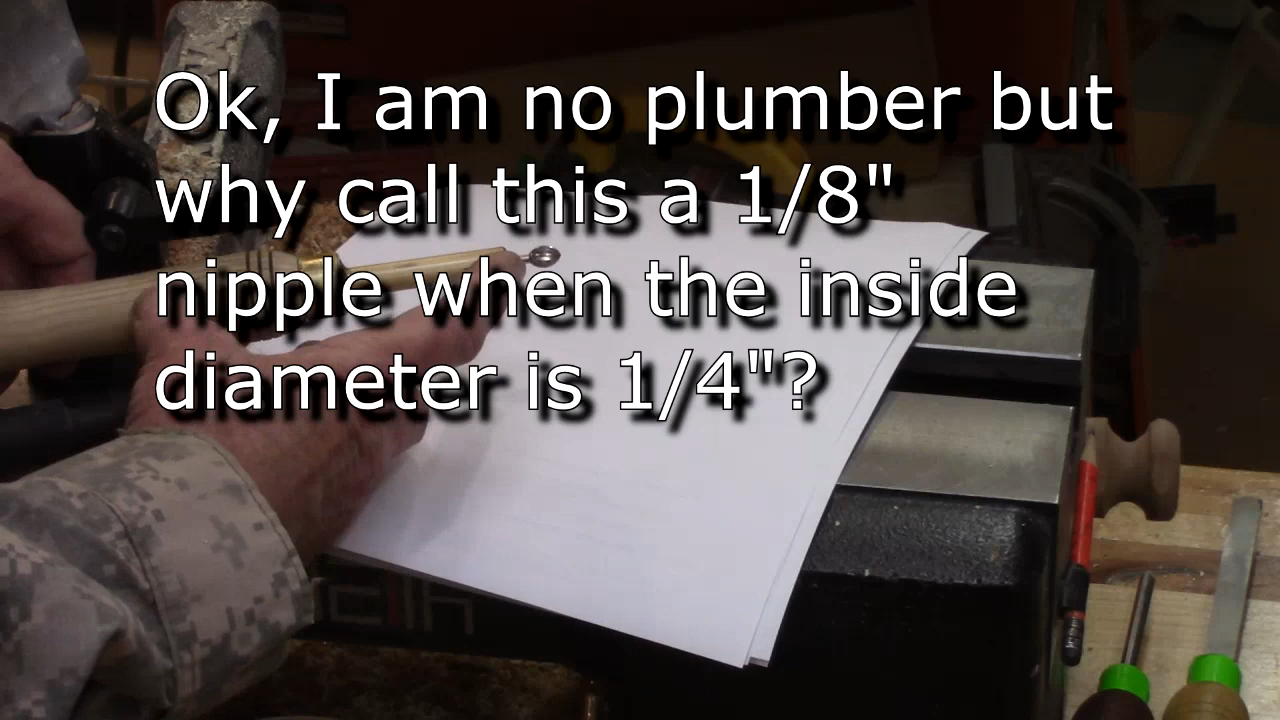 Ok, I am no plumber but
why call this a 1/8"
nipple when the inside
diameter is 1/4"?